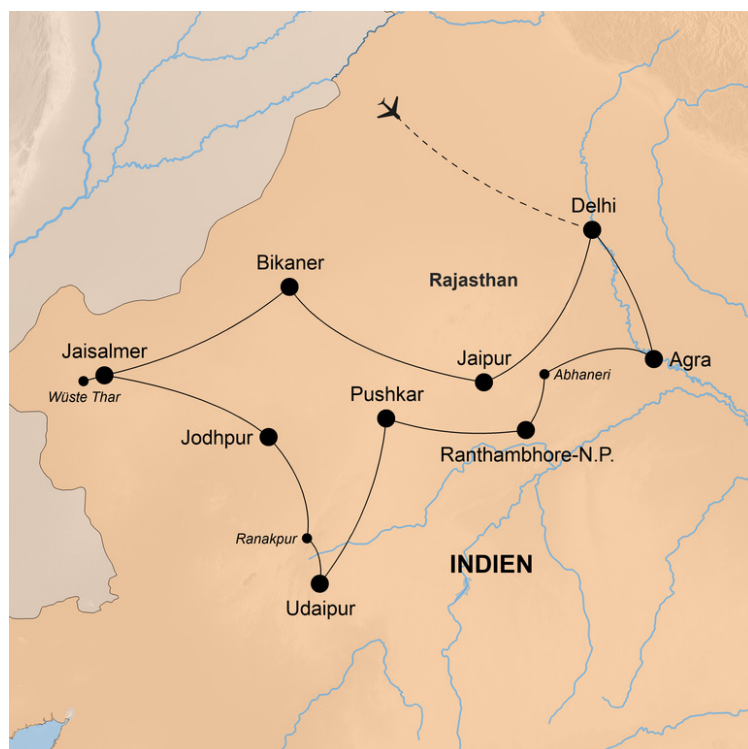 Delhi
Bikaner
Rajasthan
Jaisalmer
Jaipur
Agra
Abhaneri
Wüste Thar
Pushkar
Jodhpur
Ranthambhore-N.P.
Ranakpur
INDIEN
Udaipur